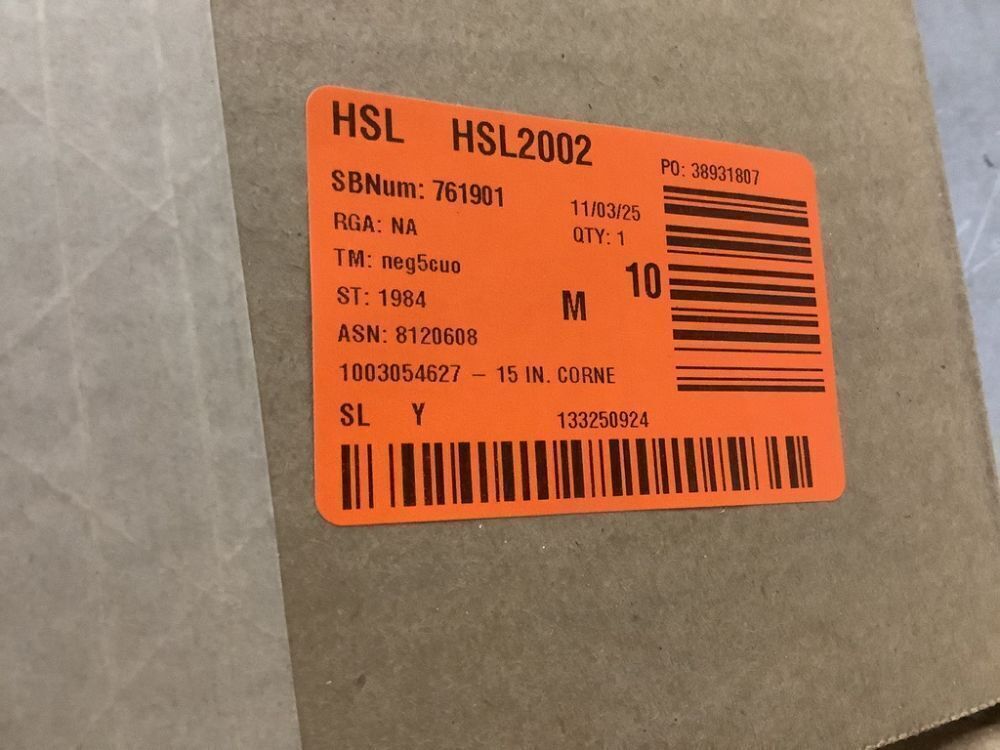 HSL HSL2002
PO: 38931807
SBNum: 761901
11/03/25
RGA: NA
QTY: 1
TM: neg5cuo
10
ST: 1984
M
ASN: 8120608
1003054627 – 15 IN. CORNE
SL Y 133250924